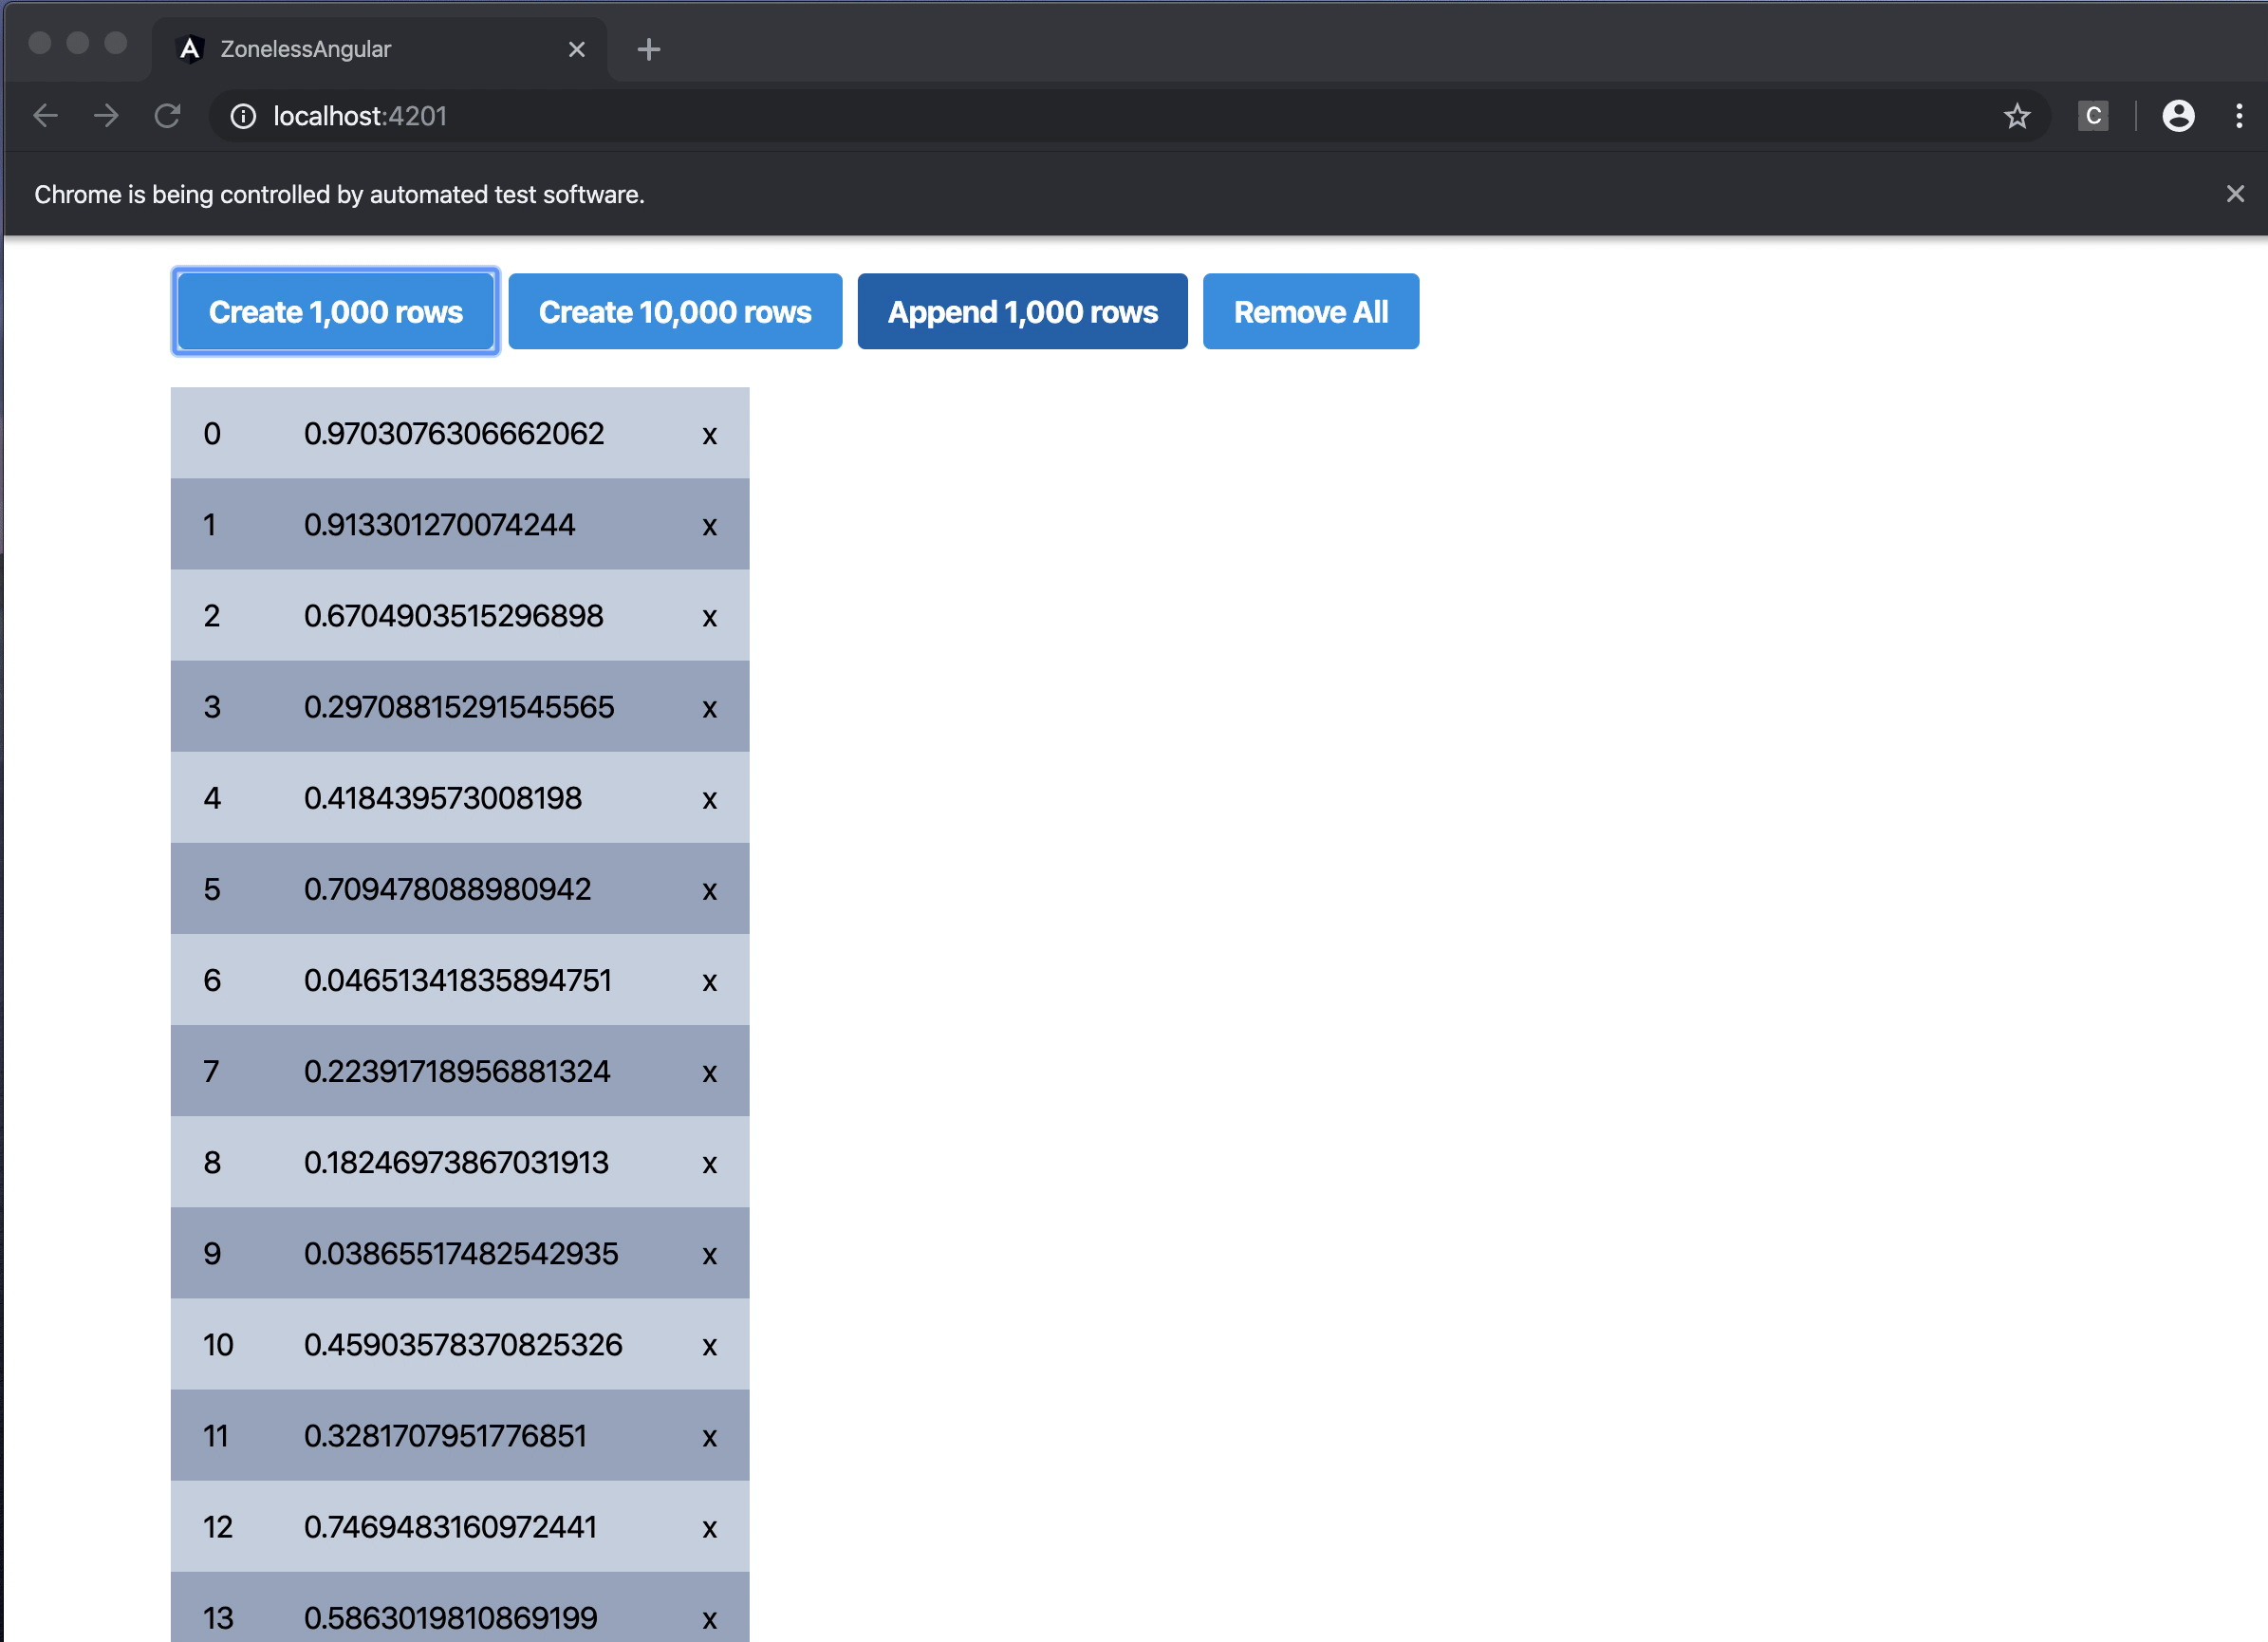 ZonelessAngular
localhost:4201
C
Chrome is being controlled by automated test software.
Create 1,000 rows Create 10,000 rows Append 1,000 rows Remove All
0 0.9703076306662062 x
1 0.913301270074244 x
2 0.6704903515296898 x
3 0.29708815291545565 x
4 0.418439573008198 x
5 0.709478088980942 x
6 0.04651341835894751 x
7 0.22391718956881324 x
8 0.18246973867031913 x
9 0.03865517482542935 x
10 0.45903578370825326 x
11 0.3281707951776851 x
12 0.7469483160972441 x
13 0.5863019810869199 x